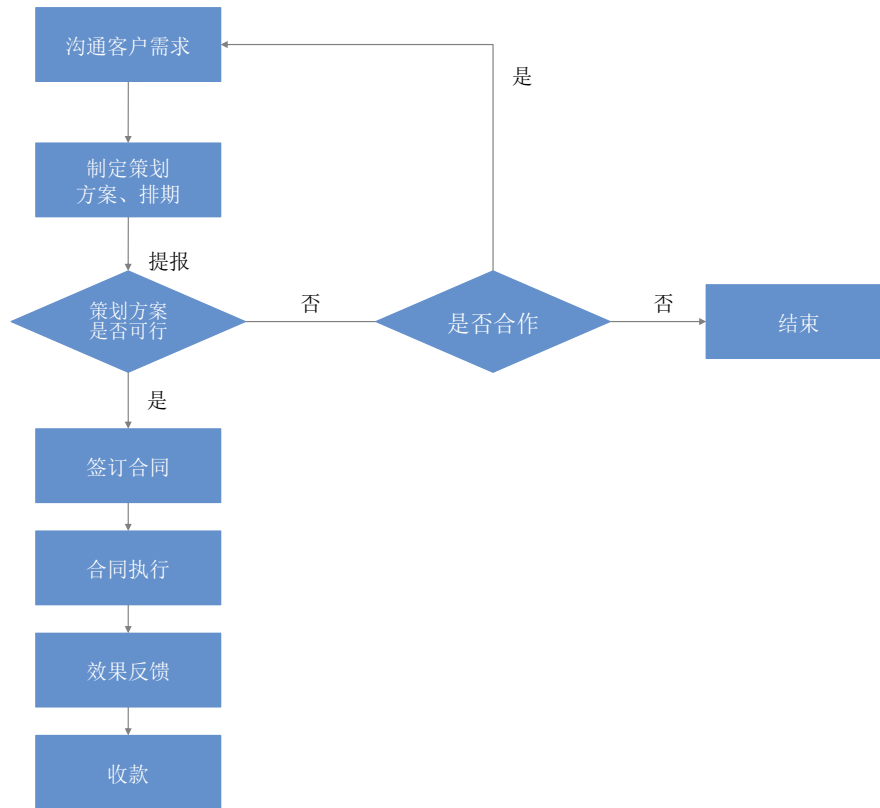 沟通客户需求
是
制定策划
方案、排期
提报
策划方案
是否可行
否
是否合作
否
结束
是
签订合同
合同执行
效果反馈
收款